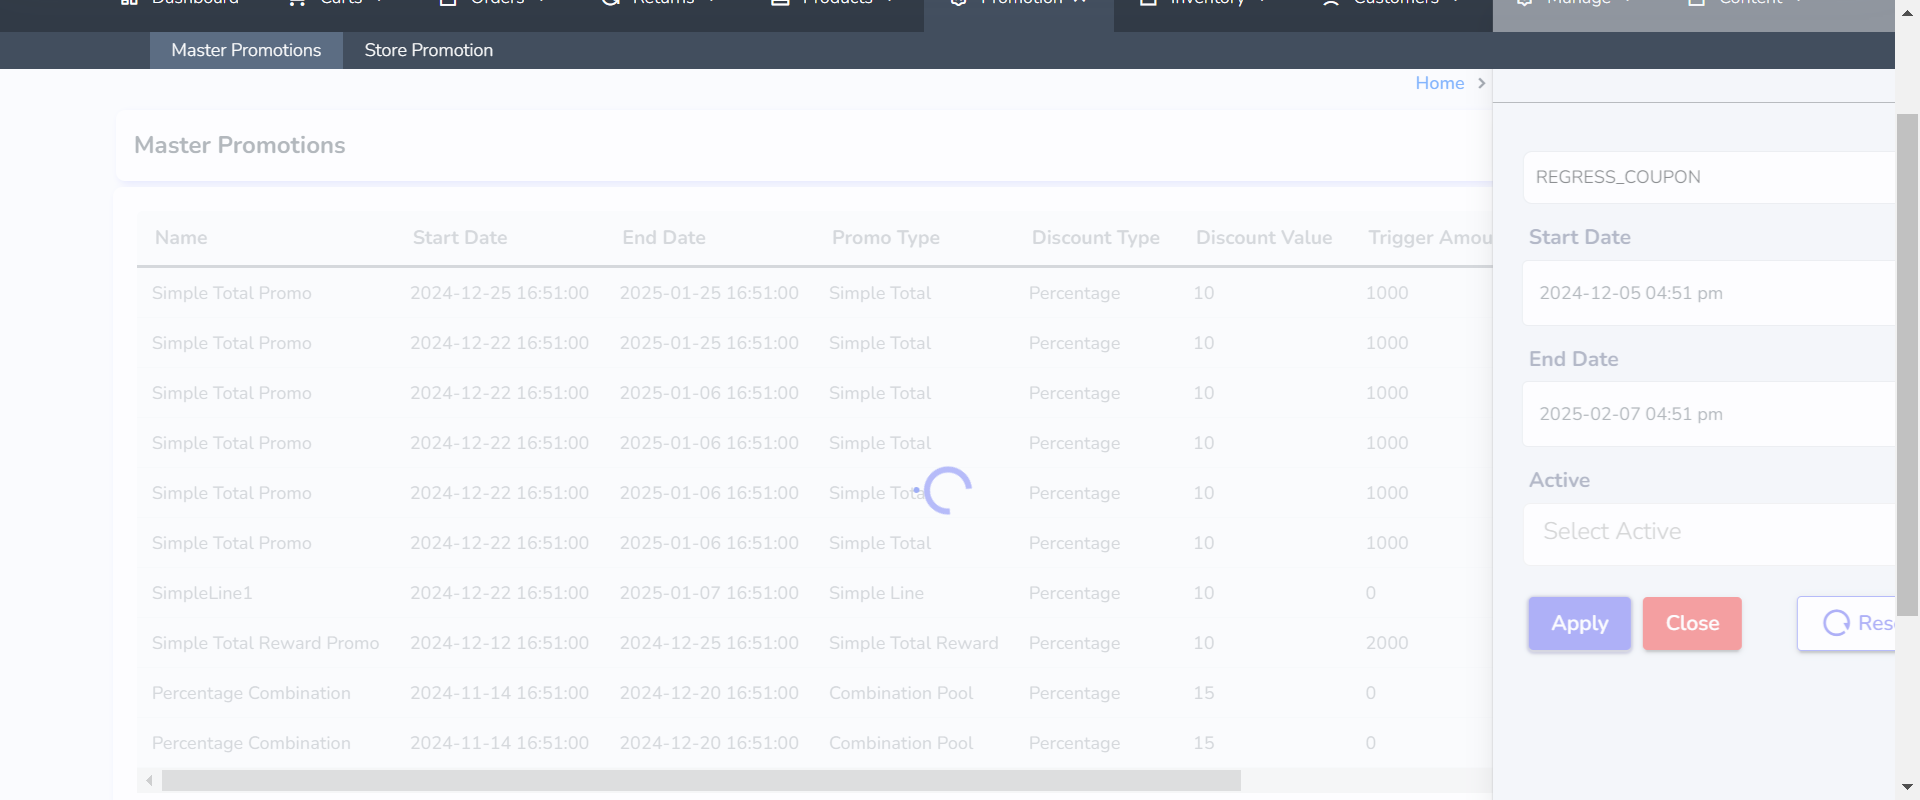 Dashboard Carts Orders Returns Products Promotion Inventory Customers Manage Content
Master Promotions Store Promotion
Home
Master Promotions
Name Start Date End Date Promo Type Discount Type Discount Value Trigger Amou
Simple Total Promo 2024-12-25 16:51:00 2025-01-25 16:51:00 Simple Total Percentage 10 1000
Simple Total Promo 2024-12-22 16:51:00 2025-01-25 16:51:00 Simple Total Percentage 10 1000
Simple Total Promo 2024-12-22 16:51:00 2025-01-06 16:51:00 Simple Total Percentage 10 1000
Simple Total Promo 2024-12-22 16:51:00 2025-01-06 16:51:00 Simple Total Percentage 10 1000
Simple Total Promo 2024-12-22 16:51:00 2025-01-06 16:51:00 Simple Total Percentage 10 1000
Simple Total Promo 2024-12-22 16:51:00 2025-01-06 16:51:00 Simple Total Percentage 10 1000
SimpleLine1 2024-12-22 16:51:00 2025-01-07 16:51:00 Simple Line Percentage 10 0
Simple Total Reward Promo 2024-12-12 16:51:00 2024-12-25 16:51:00 Simple Total Reward Percentage 10 2000
Percentage Combination 2024-11-14 16:51:00 2024-12-20 16:51:00 Combination Pool Percentage 15 0
Percentage Combination 2024-11-14 16:51:00 2024-12-20 16:51:00 Combination Pool Percentage 15 0
REGRESS_COUPON
Start Date
2024-12-05 04:51 pm
End Date
2025-02-07 04:51 pm
Active
Select Active
Apply Close Res